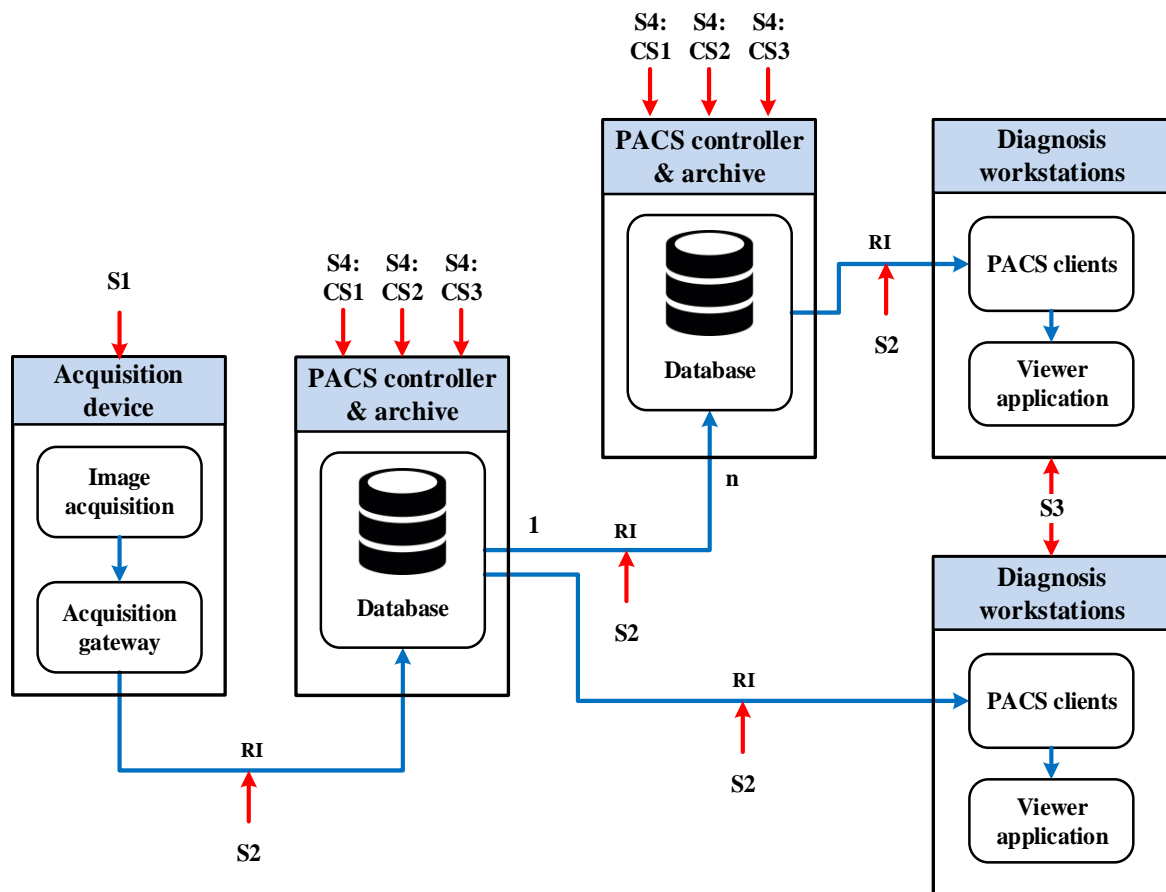 S4:
CS1
S4:
CS2
S4:
CS3
PACS controller
& archive
Database
RI
S2
Diagnosis
workstations
PACS clients
Viewer
application
S1
Acquisition
device
Image
acquisition
Acquisition
gateway
S4:
CS1
S4:
CS2
S4:
CS3
PACS controller
& archive
Database
1
n
RI
S2
S3
Diagnosis
workstations
PACS clients
Viewer
application
RI
S2
RI
S2